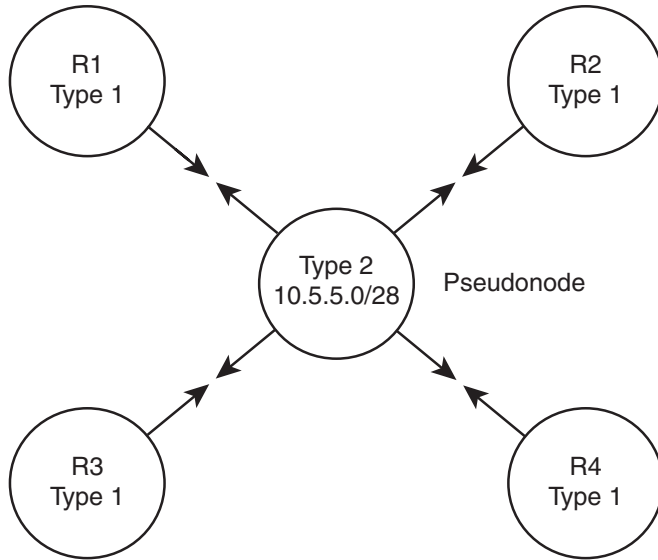 R1
Type 1
R2
Type 1
Type 2
10.5.5.0/28
Pseudonode
R3
Type 1
R4
Type 1